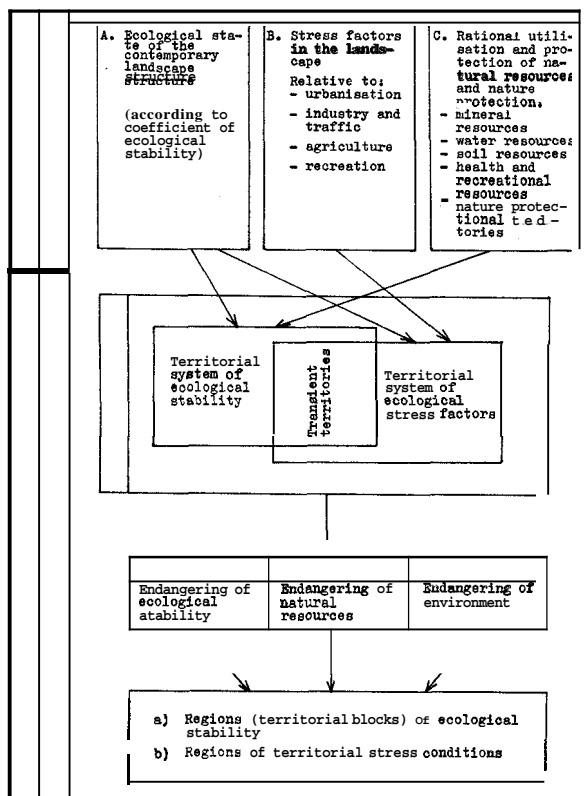 A. Ecological sta-
te of the
contemporary
landscape
structure
(according to
coefficient of
ecological
stability)
B. Stress factors
in the lands-
cape
Relative to:
- urbanisation
- industry and
traffic
- agriculture
- recreation
C. Rational utili-
sation and pro-
tection of na-
tural resources
and nature
protection.
- mineral
resources
- water resources
- soil resources
- health and
recreational
resources
- nature protec-
tional t e d -
tories
Territorial
system of
ecological
stability
Transient
territories
Territorial
system of
ecological
stress factors
Endangering of
ecological
atability
Endangering of
natural
resources
Endangering of
environment
a) Regions (territorial blocks) of ecological
stability
b) Regions of territorial stress conditions